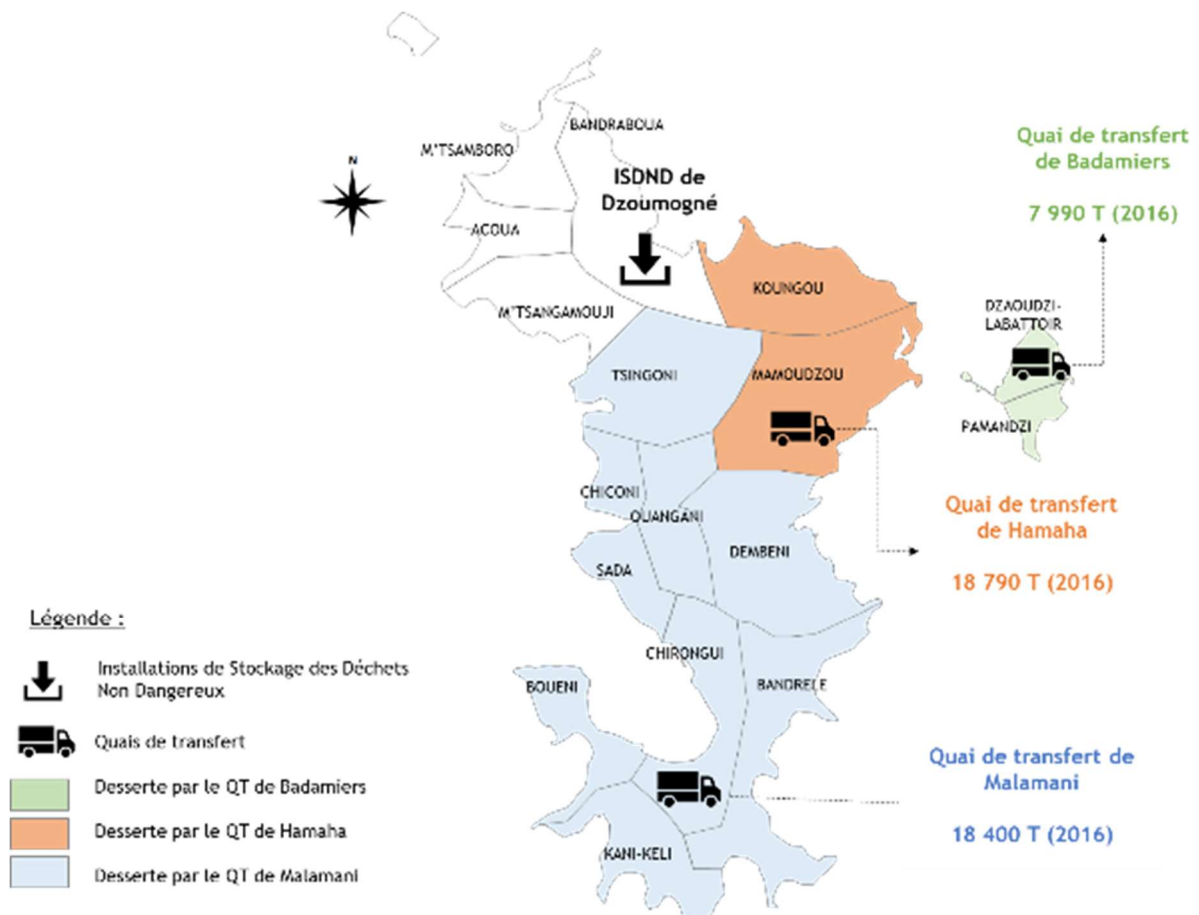 BANDRABOUA
M'TSAMBORO
ISDND de
Dzoumogné
Quai de transfert
de Badamiers
7 990 T (2016)
N
ACOUA
KOUNGOU
M'TSANGAMOUJI
DZAOUDZI-
LABATTOIR
TSINGONI
MAMOUDZOU
PAMANDZI
CHICONI
OUANGANI
Quai de transfert
de Hamaha
18 790 T (2016)
DEMBENI
SADA
CHIRONGUI
BANDRELE
BOUENI
KANI-KELI
Quai de transfert de
Malamani
18 400 T (2016)
Légende :
Installations de Stockage des Déchets
Non Dangereux
Quais de transfert
Desserte par le QT de Badamiers
Desserte par le QT de Hamaha
Desserte par le QT de Malamani